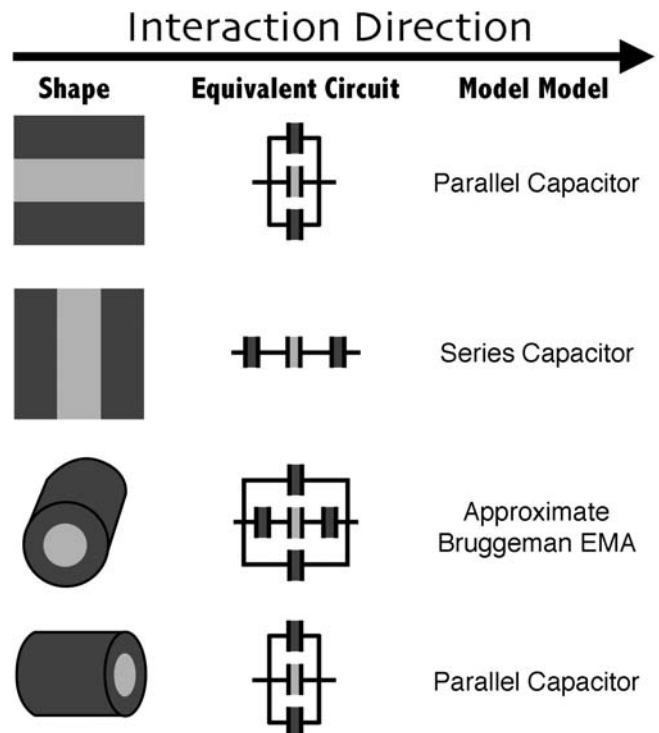 Interaction Direction
Shape Equivalent Circuit Model Model
Parallel Capacitor
Series Capacitor
Approximate
Bruggeman EMA
Parallel Capacitor